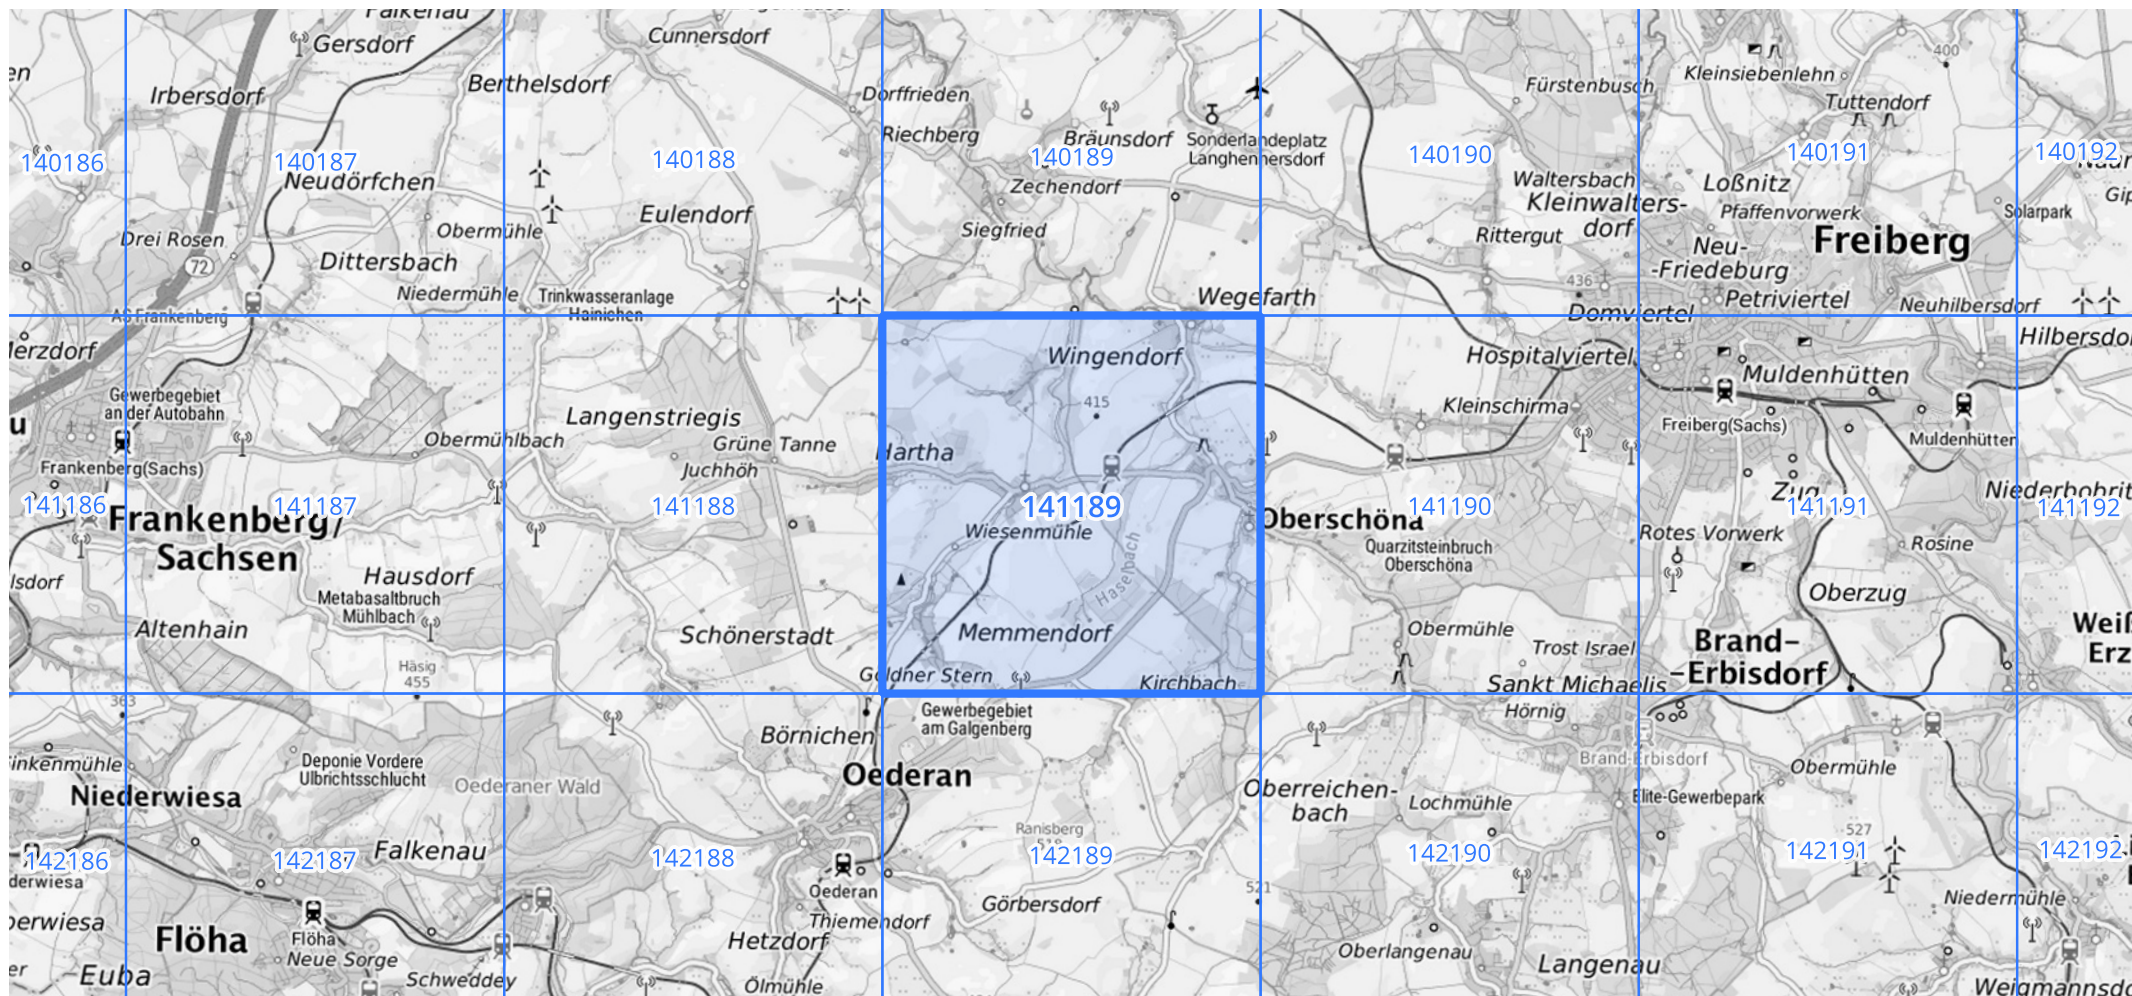 Falkenau
Gersdorf
Cunnersdorf
Irbersdorf
Berthelsdorf
Dorffrieden
Riechberg
Bräunsdorf
Sonderlandeplatz
Langhennersdorf
Fürstenbusch
Kleinsiebenlehn
400
Tuttendorf
140186
140187
140188
140189
140190
140191
140192
Neudörfchen
Zechendorf
Waltersbach
Kleinwalters-
dorf
Loßnitz
Pfaffenvorwerk
Solarpark
Drei Rosen
Obermühle
Eulendorf
Siegfried
Rittergut
Neu-
-Friedeburg
Freiberg
72
Dittersbach
Niedermühle
Trinkwasseranlage
Hainichen
Wegefarth
436
Domviertel
Petriviertel
Neuhilbersdorf
AS Frankenberg
Wingendorf
Hospitalviertel
Muldenhütten
Gewerbegebiet
an der Autobahn
Langenstriegis
415
Kleinschirma
Freiberg(Sachs)
Muldenhütten
Frankenberg(Sachs)
Obermühlbach
Grüne Tanne
Juchhöh
Hartha
Zug
141186
141187
141188
141189
141190
141191
141192
Frankenberg/
Sachsen
Wiesenmühle
Oberschöna
Quarzitsteinbruch
Oberschöna
Rotes Vorwerk
Rosine
Hausdorf
Metabasaltbruch
Mühlbach
Haselbach
Oberzug
Altenhain
Schönerstadt
Memmendorf
Obermühle
Trost Israel
Brand-
-Erbisdorf
Häsig
455
Goldner Stern
Kirchbach
Sankt Michaelis
363
Gewerbegebiet
am Galgenberg
Hörnig
Börnichen
Deponie Vordere
Ulbrichtsschlucht
Oederaner Wald
Oederan
Brand-Erbisdorf
Obermühle
Niederwiesa
Oberreichen-
bach
Lochmühle
Elite-Gewerbepark
Ranisberg
527
142186
142187
142188
142189
142190
142191
142192
Falkenau
Oederan
521
Görbersdorf
Niedermühle
Flöha
Flöha
Neue Sorge
Thiemendorf
Hetzdorf
Oberlangenau
Langenau
Euba
Schweddey
Ölmühle